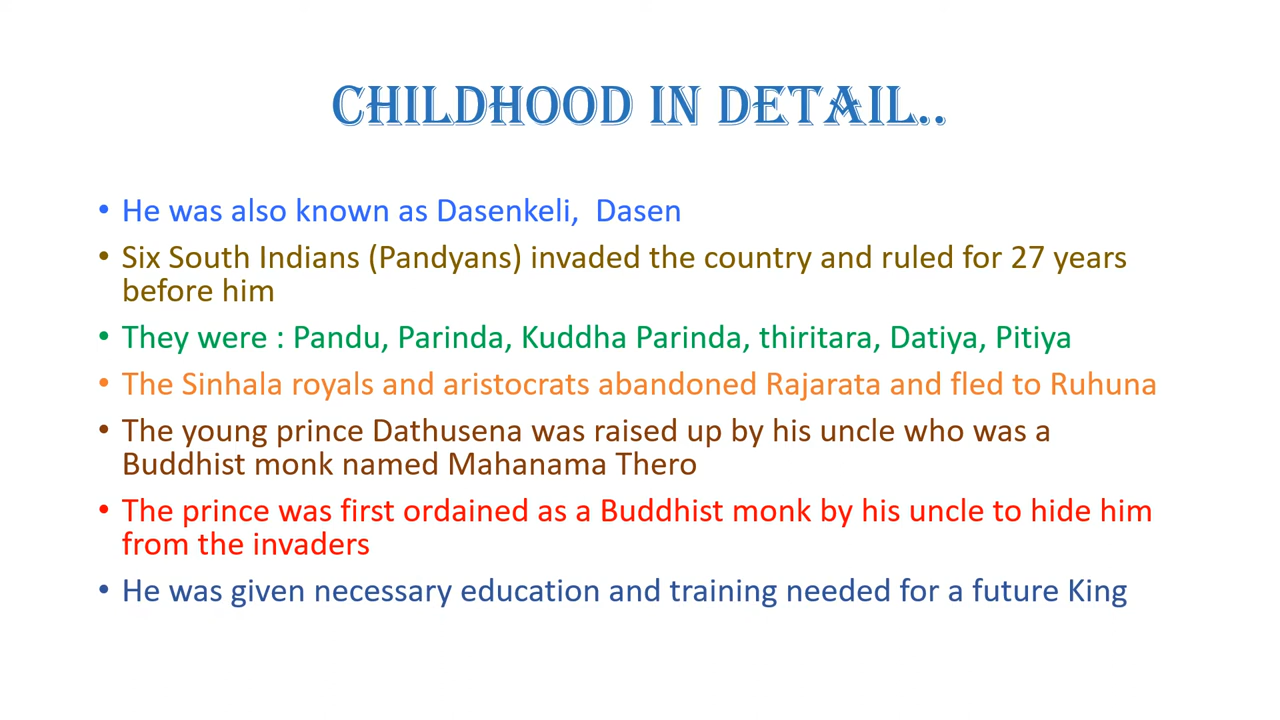 CHILDHOOD IN DETAIL..
• He was also known as Dasenkeli,  Dasen
• Six South Indians (Pandyans) invaded the country and ruled for 27 years
before him
• They were : Pandu, Parinda, Kuddha Parinda, thiritara, Datiya, Pitiya
• The Sinhala royals and aristocrats abandoned Rajarata and fled to Ruhuna
• The young prince Dathusena was raised up by his uncle who was a
Buddhist monk named Mahanama Thero
• The prince was first ordained as a Buddhist monk by his uncle to hide him
from the invaders
• He was given necessary education and training needed for a future King